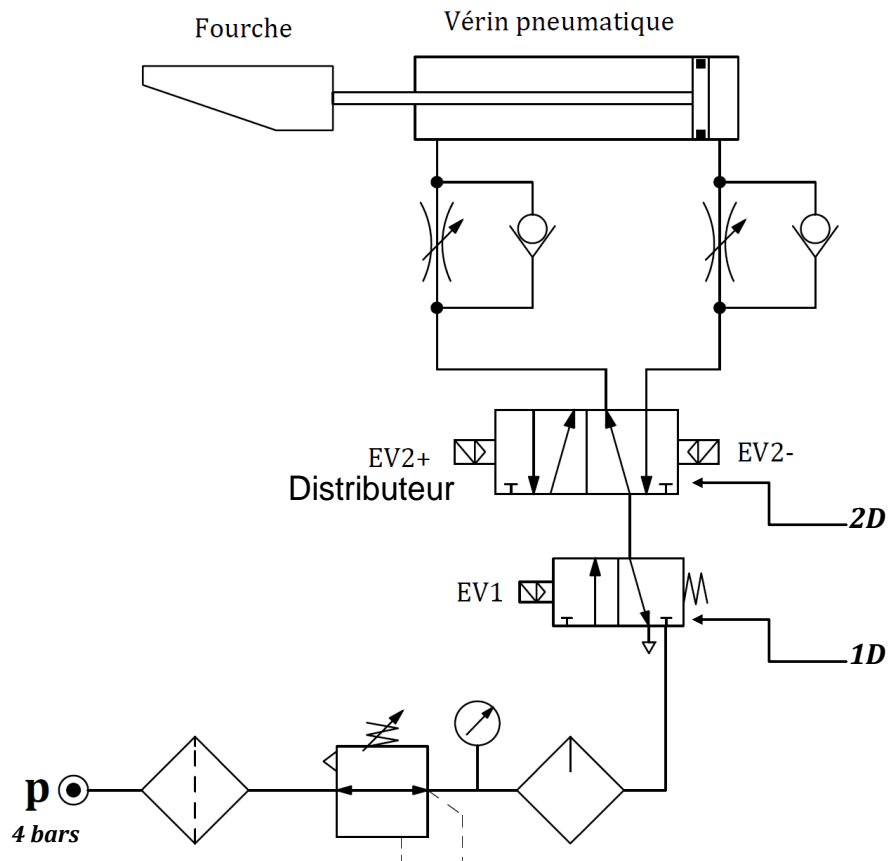 Fourche
Vérin pneumatique
EV2+
EV2-
Distributeur
2D
EV1
1D
p
4 bars